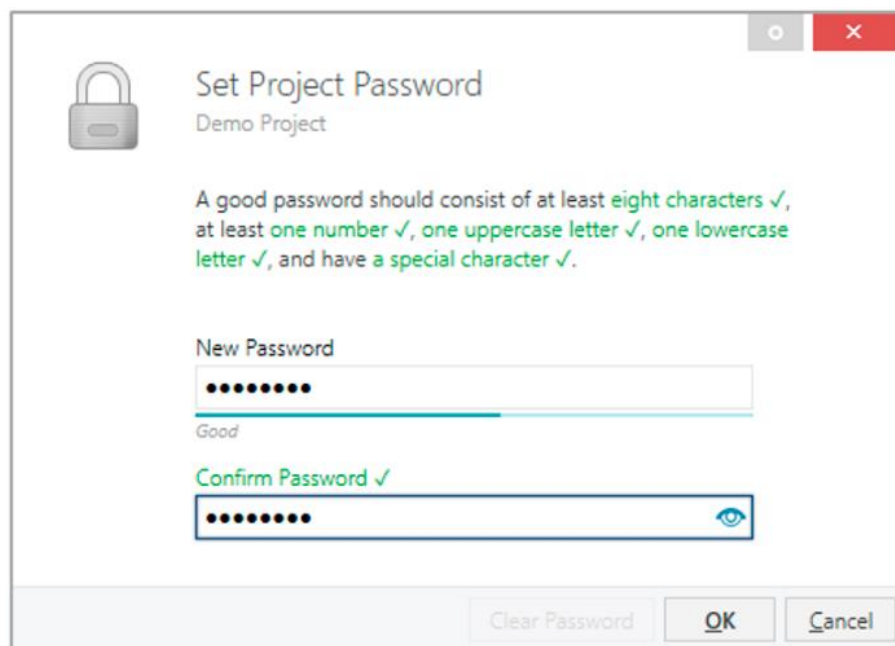 Set Project Password
Demo Project
A good password should consist of at least eight characters ✓,
at least one number ✓, one uppercase letter ✓, one lowercase
letter ✓, and have a special character ✓.
New Password
●●●●●●●●
Good
Confirm Password ✓
●●●●●●●●
Clear Password OK Cancel